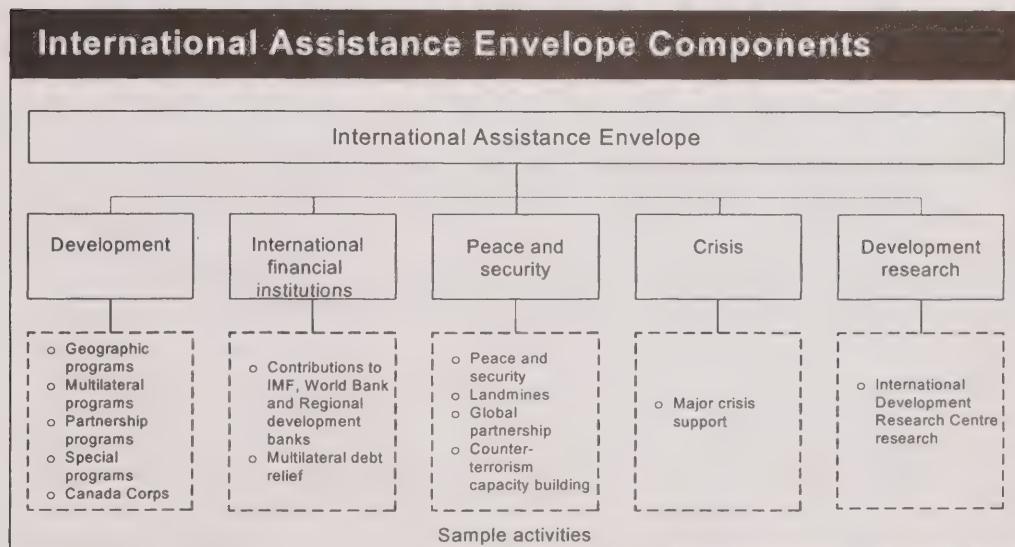 International Assistance Envelope Components
International Assistance Envelope
Development
International
financial
institutions
Peace and
security
Crisis
Development
research
o Geographic
programs
o Multilateral
programs
o Partnership
programs
o Special
programs
o Canada Corps
o Contributions to
IMF, World Bank
and Regional
development
banks
o Multilateral debt
relief
o Peace and
security
o Landmines
o Global
partnership
o Counter-
terrorism
capacity building
o Major crisis
support
o International
Development
Research Centre
research
Sample activities